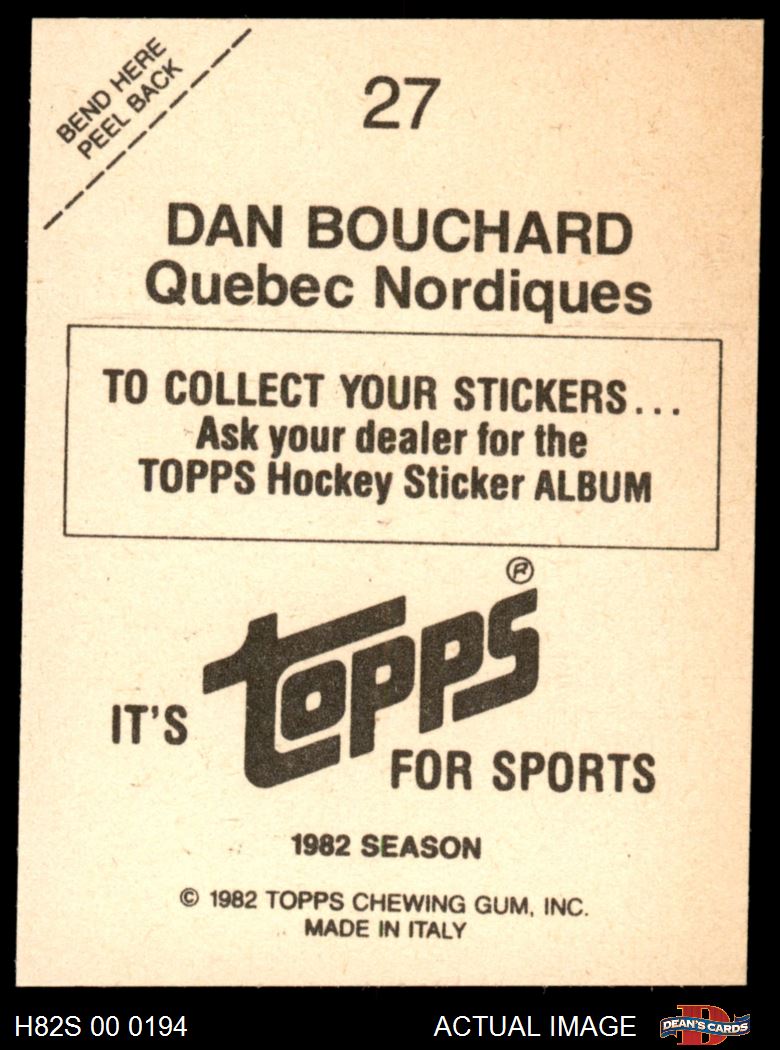 BEND HERE
PEEL BACK
27
DAN BOUCHARD
Quebec Nordiques
TO COLLECT YOUR STICKERS...
Ask your dealer for the
TOPPS Hockey Sticker ALBUM
IT'S topps®
FOR SPORTS
1982 SEASON
© 1982 TOPPS CHEWING GUM, INC.
MADE IN ITALY
H82S 00 0194
ACTUAL IMAGE
DEAN'S CARDS